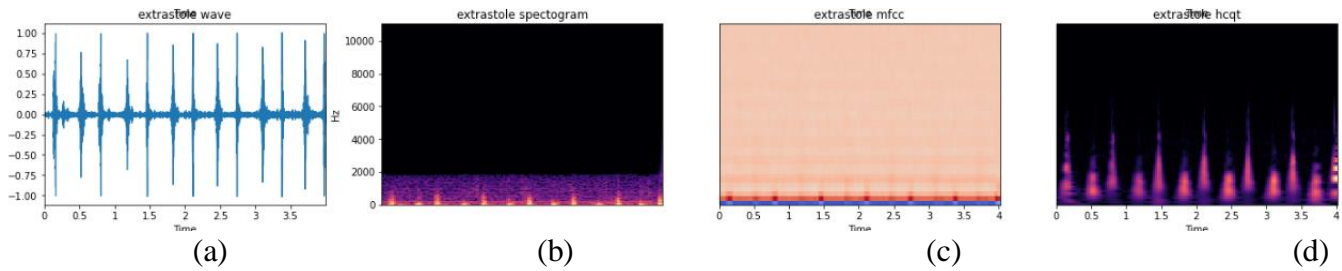 Time
extrastole wave
1.00
0.75
0.50
0.25
0.00
-0.25
-0.50
-0.75
-1.00
0 0.5 1 1.5 2 2.5 3 3.5
Time
(a)
extrastole spectogram
Hz
10000
8000
6000
4000
2000
0
(b)
Time
extrastole mfcc
0 0.5 1 1.5 2 2.5 3 3.5 4
Time
(c)
Time
extrastole hcqt
0 0.5 1 1.5 2 2.5 3 3.5 4
Time
(d)